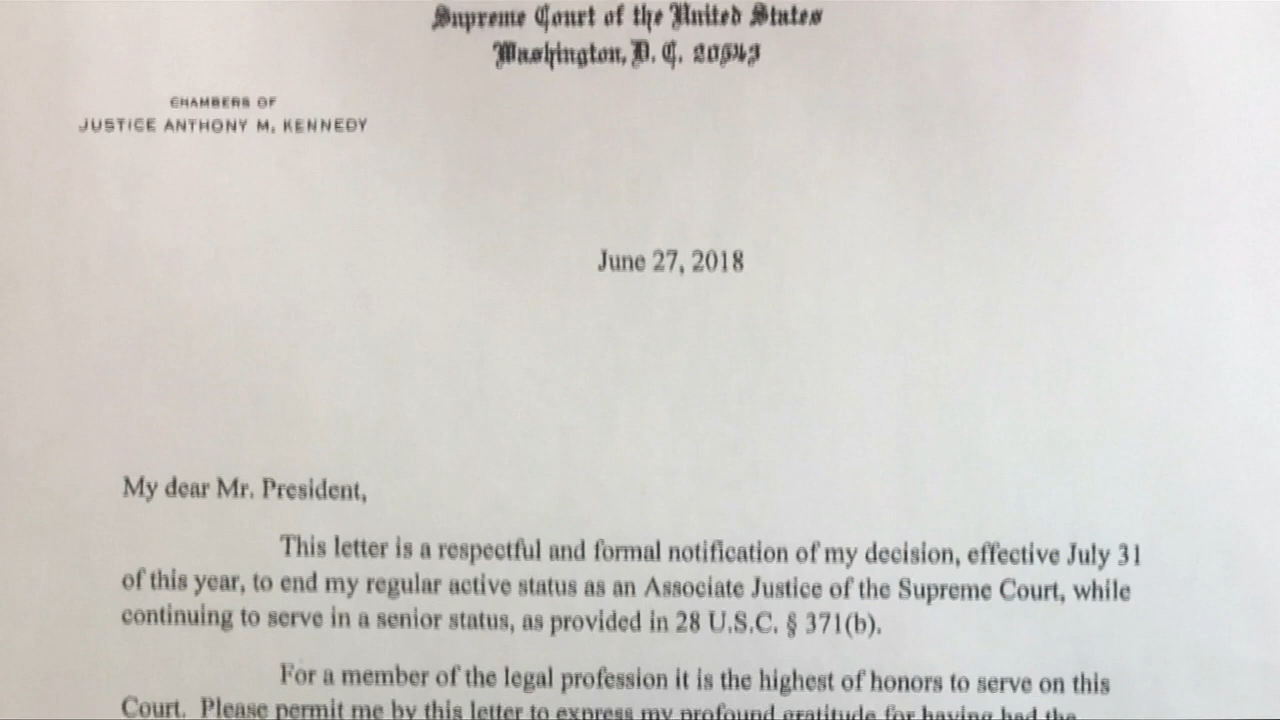 Supreme Court of the United States
Washington, D. C. 20543
CHAMBERS OF
JUSTICE ANTHONY M. KENNEDY
June 27, 2018
My dear Mr. President,
This letter is a respectful and formal notification of my decision, effective July 31
of this year, to end my regular active status as an Associate Justice of the Supreme Court, while
continuing to serve in a senior status, as provided in 28 U.S.C. § 371(b).
For a member of the legal profession it is the highest of honors to serve on this
Court. Please permit me by this letter to express my profound gratitude for having had the